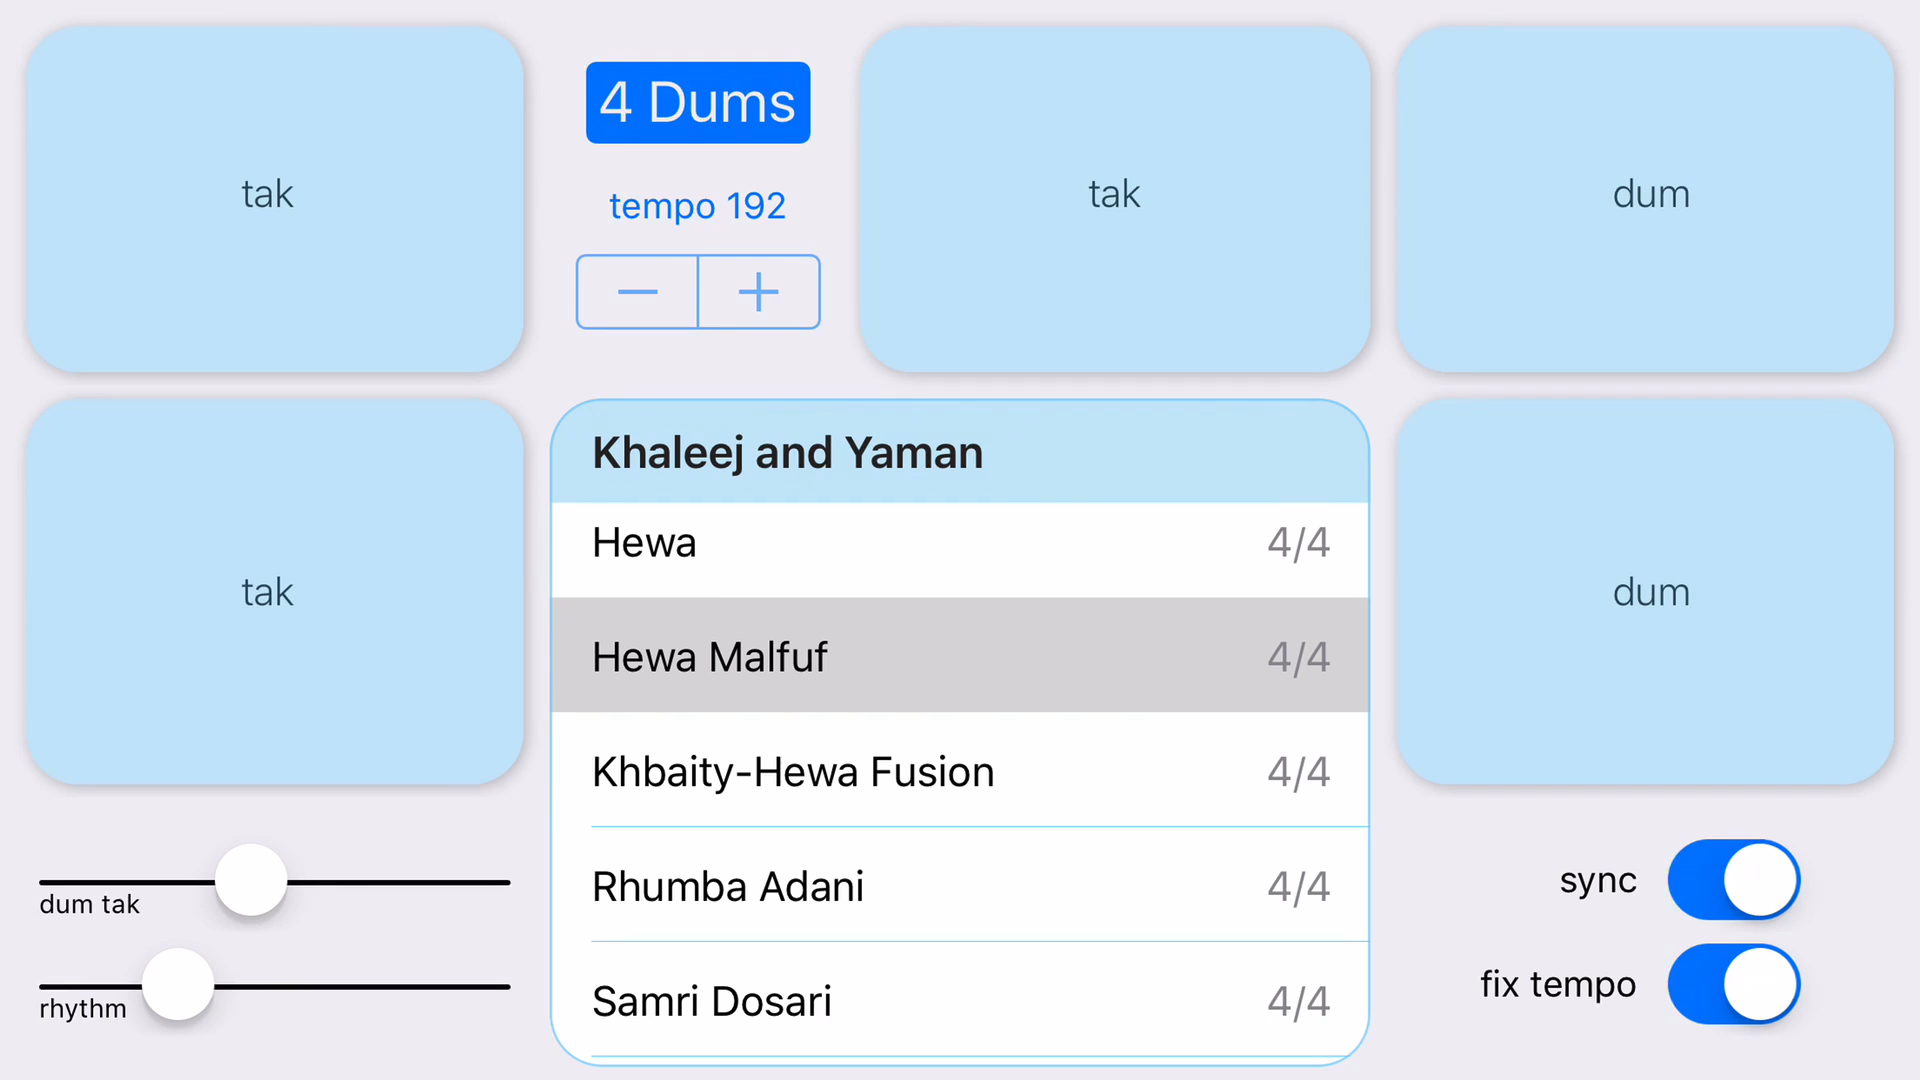 tak
4 Dums
tempo 192
tak
dum
tak
Khaleej and Yaman
Hewa 4/4
Hewa Malfuf 4/4
Khbaity-Hewa Fusion 4/4
Rhumba Adani 4/4
Samri Dosari 4/4
dum
dum tak
rhythm
sync
fix tempo